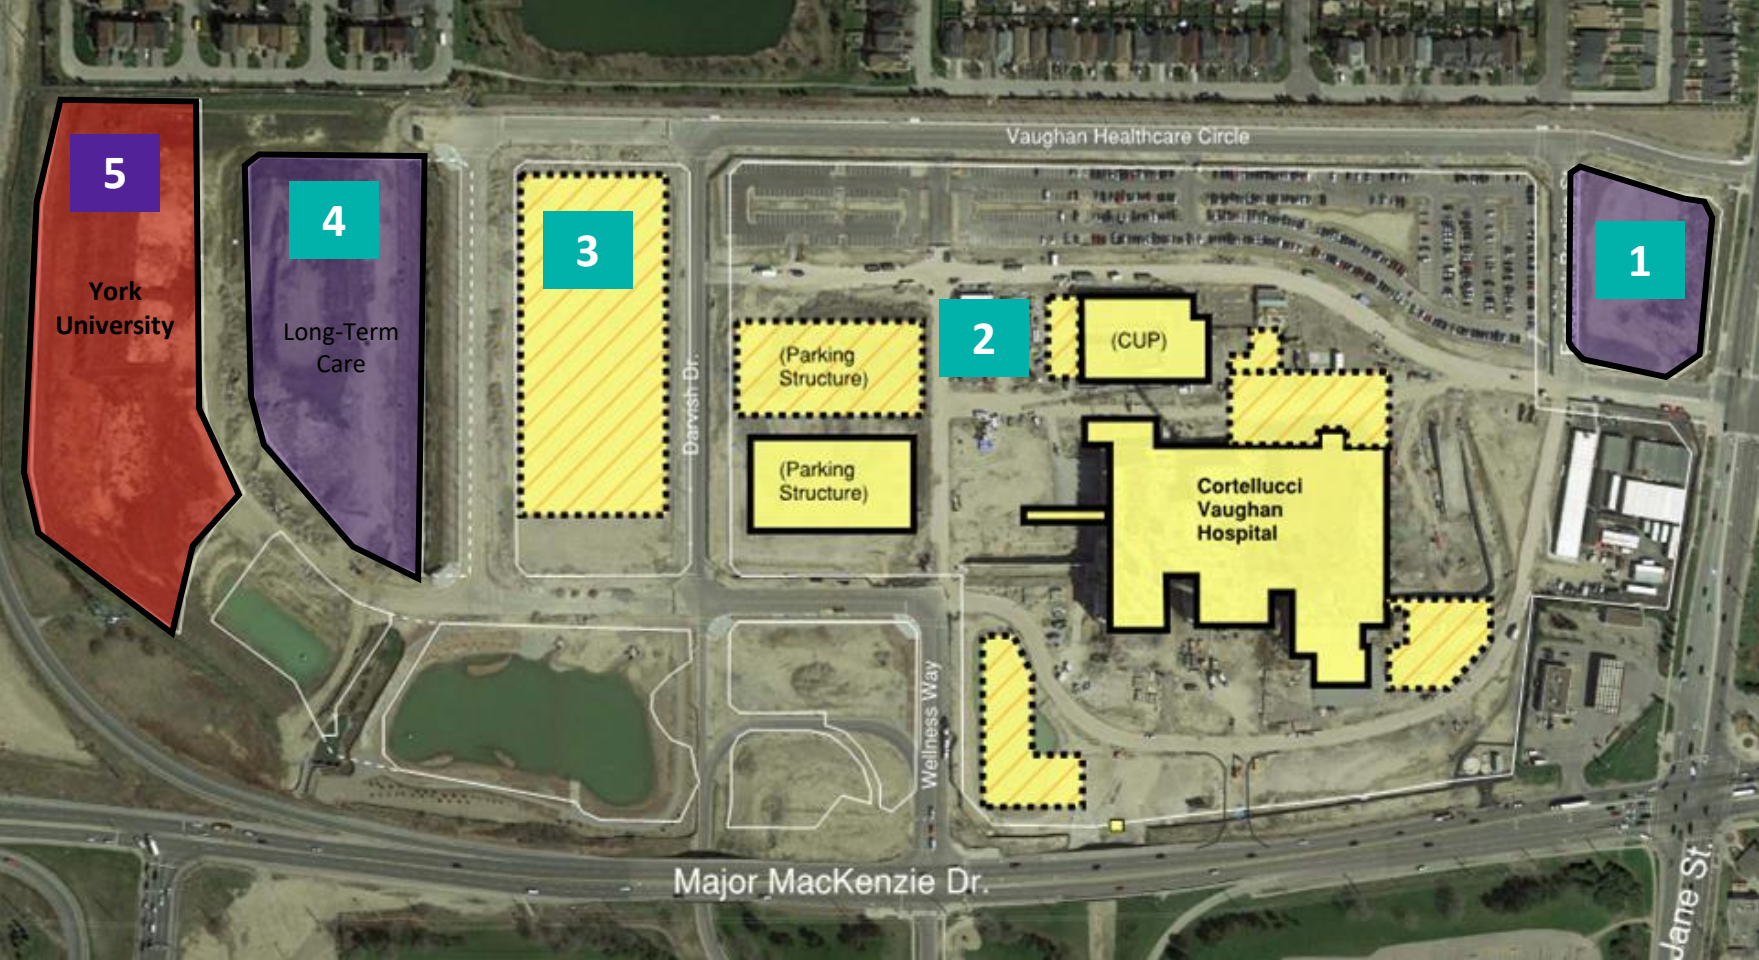 Vaughan Healthcare Circle
5
York
University
4
Long-Term
Care
3
Darvish Dr.
(Parking
Structure)
(Parking
Structure)
2
(CUP)
1
Cortellucci
Vaughan
Hospital
Wellness Way
Major MacKenzie Dr.
Jane St.